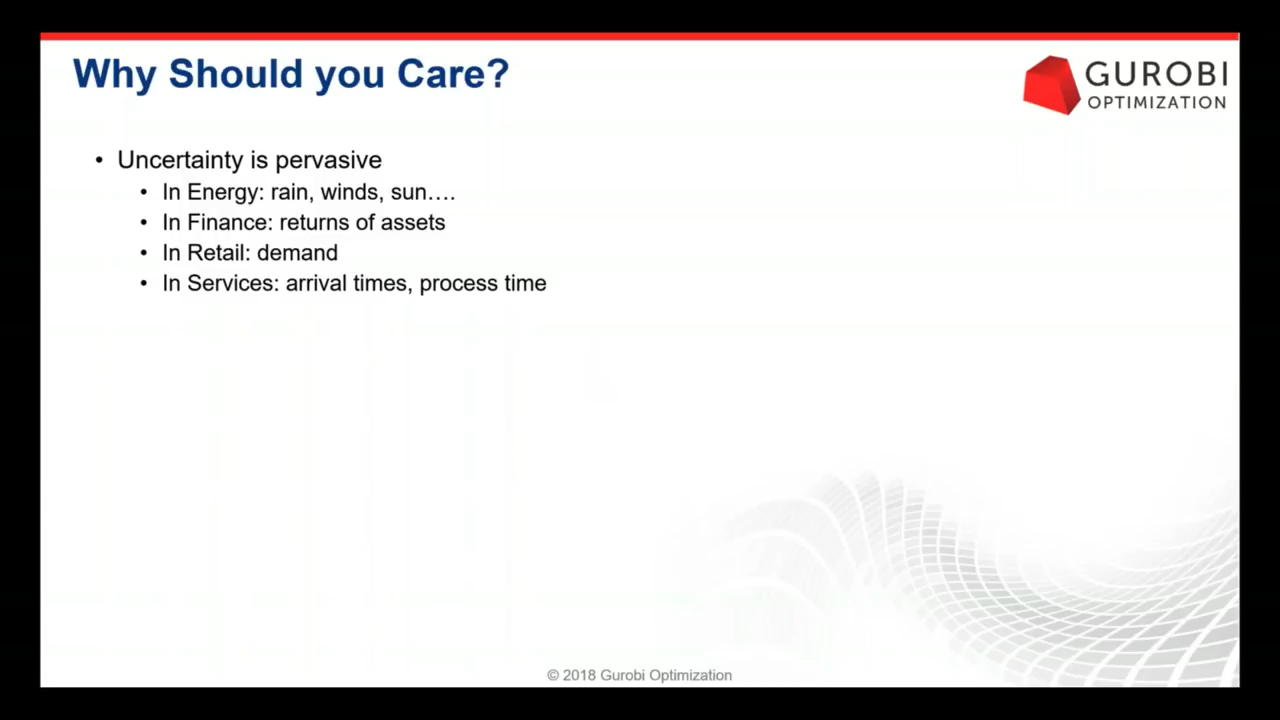 Why Should you Care?
GUROBI
OPTIMIZATION
• Uncertainty is pervasive
• In Energy: rain, winds, sun….
• In Finance: returns of assets
• In Retail: demand
• In Services: arrival times, process time
© 2018 Gurobi Optimization